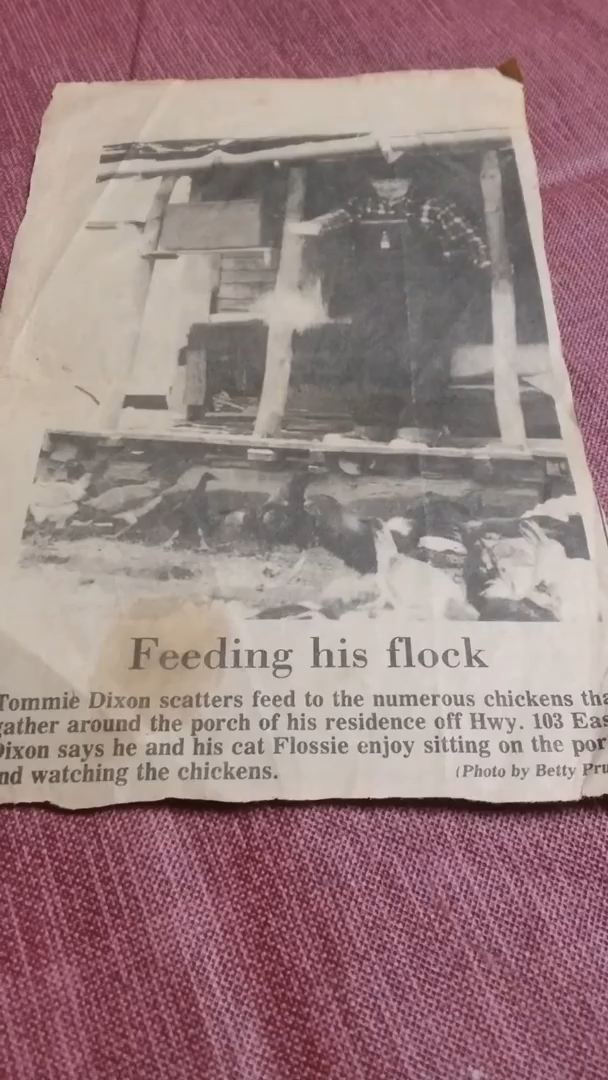 Feeding his flock
Tommie Dixon scatters feed to the numerous chickens tha
gather around the porch of his residence off Hwy. 103 Eas
Dixon says he and his cat Flossie enjoy sitting on the por
nd watching the chickens. (Photo by Betty Pru